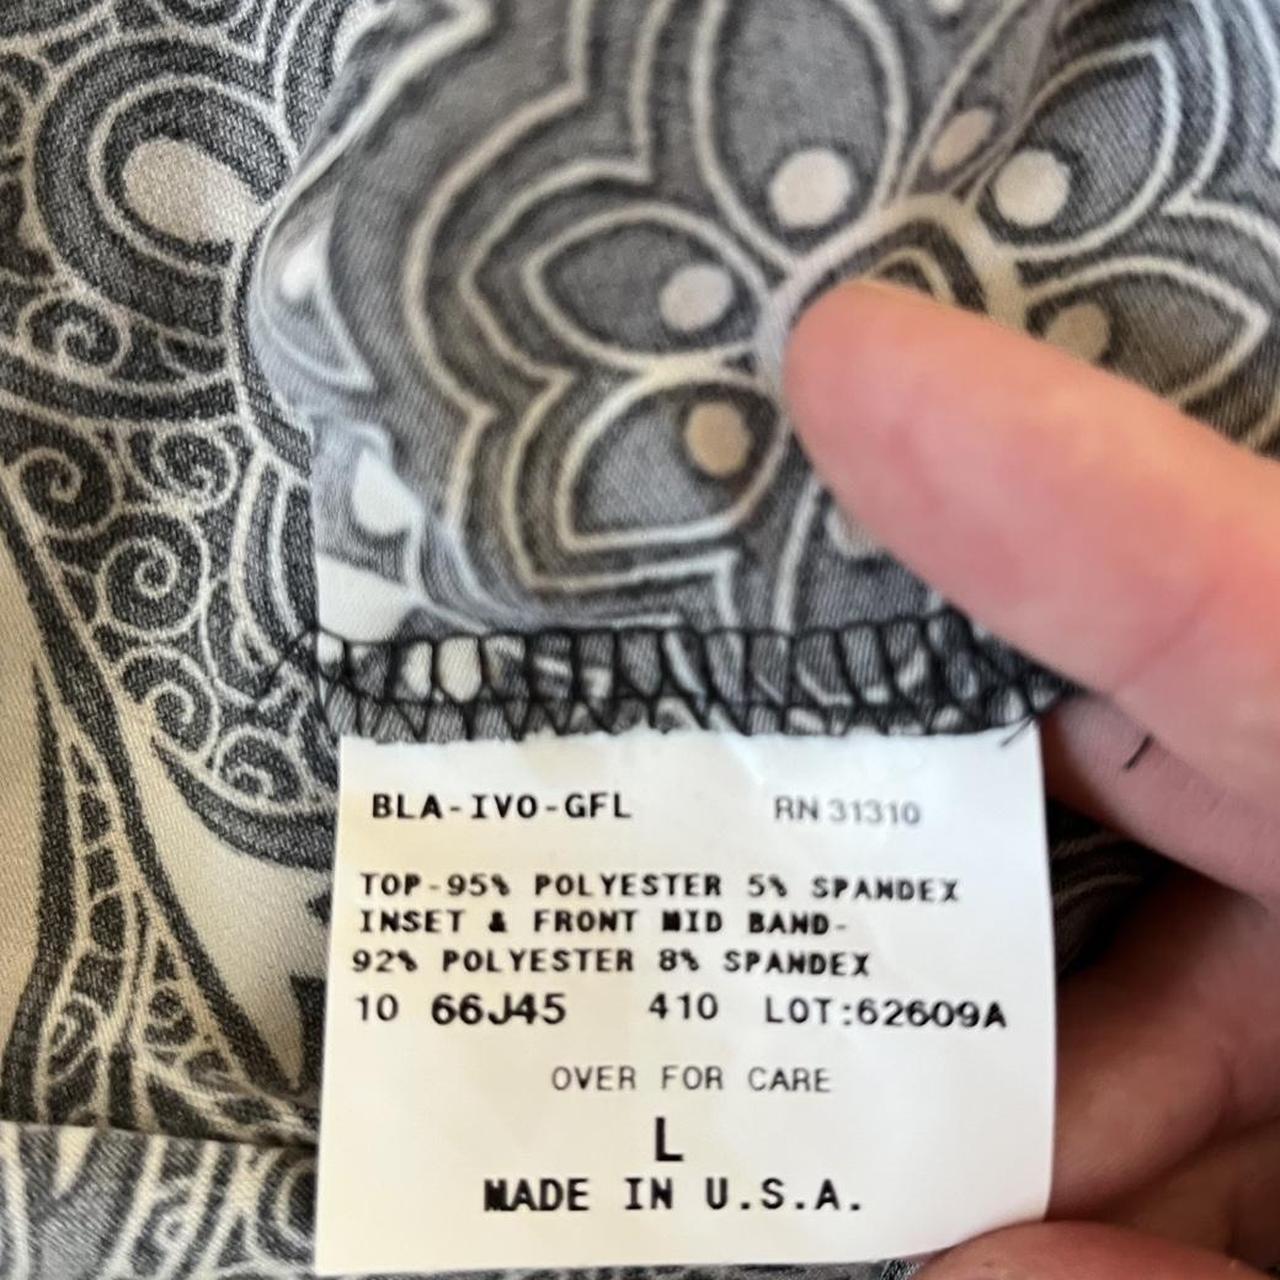 BLA-IVO-GFL RN 31310
TOP-95% POLYESTER 5% SPANDEX
INSET & FRONT MID BAND-
92% POLYESTER 8% SPANDEX
10 66J45 410 LOT:62609A
OVER FOR CARE
L
MADE IN U.S.A.